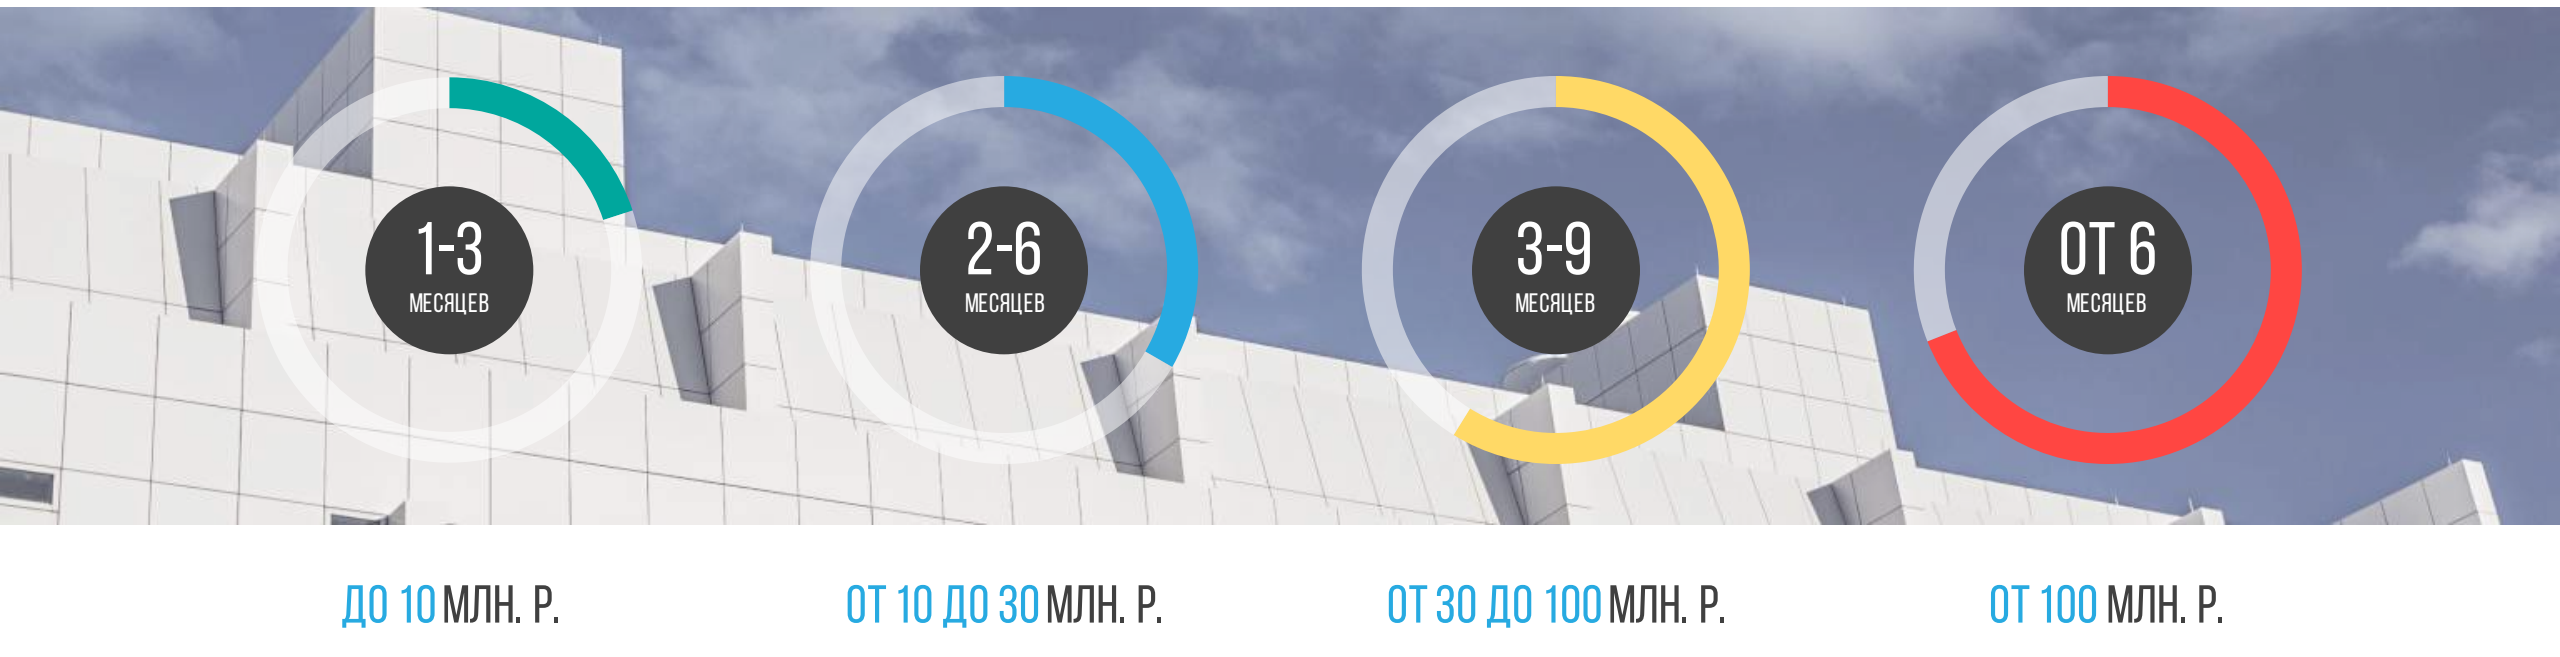 1-3
МЕСЯЦЕВ
2-6
МЕСЯЦЕВ
3-9
МЕСЯЦЕВ
ОТ 6
МЕСЯЦЕВ
ДО 10 МЛН. Р.
ОТ 10 ДО 30 МЛН. Р.
ОТ 30 ДО 100 МЛН. Р.
ОТ 100 МЛН. Р.